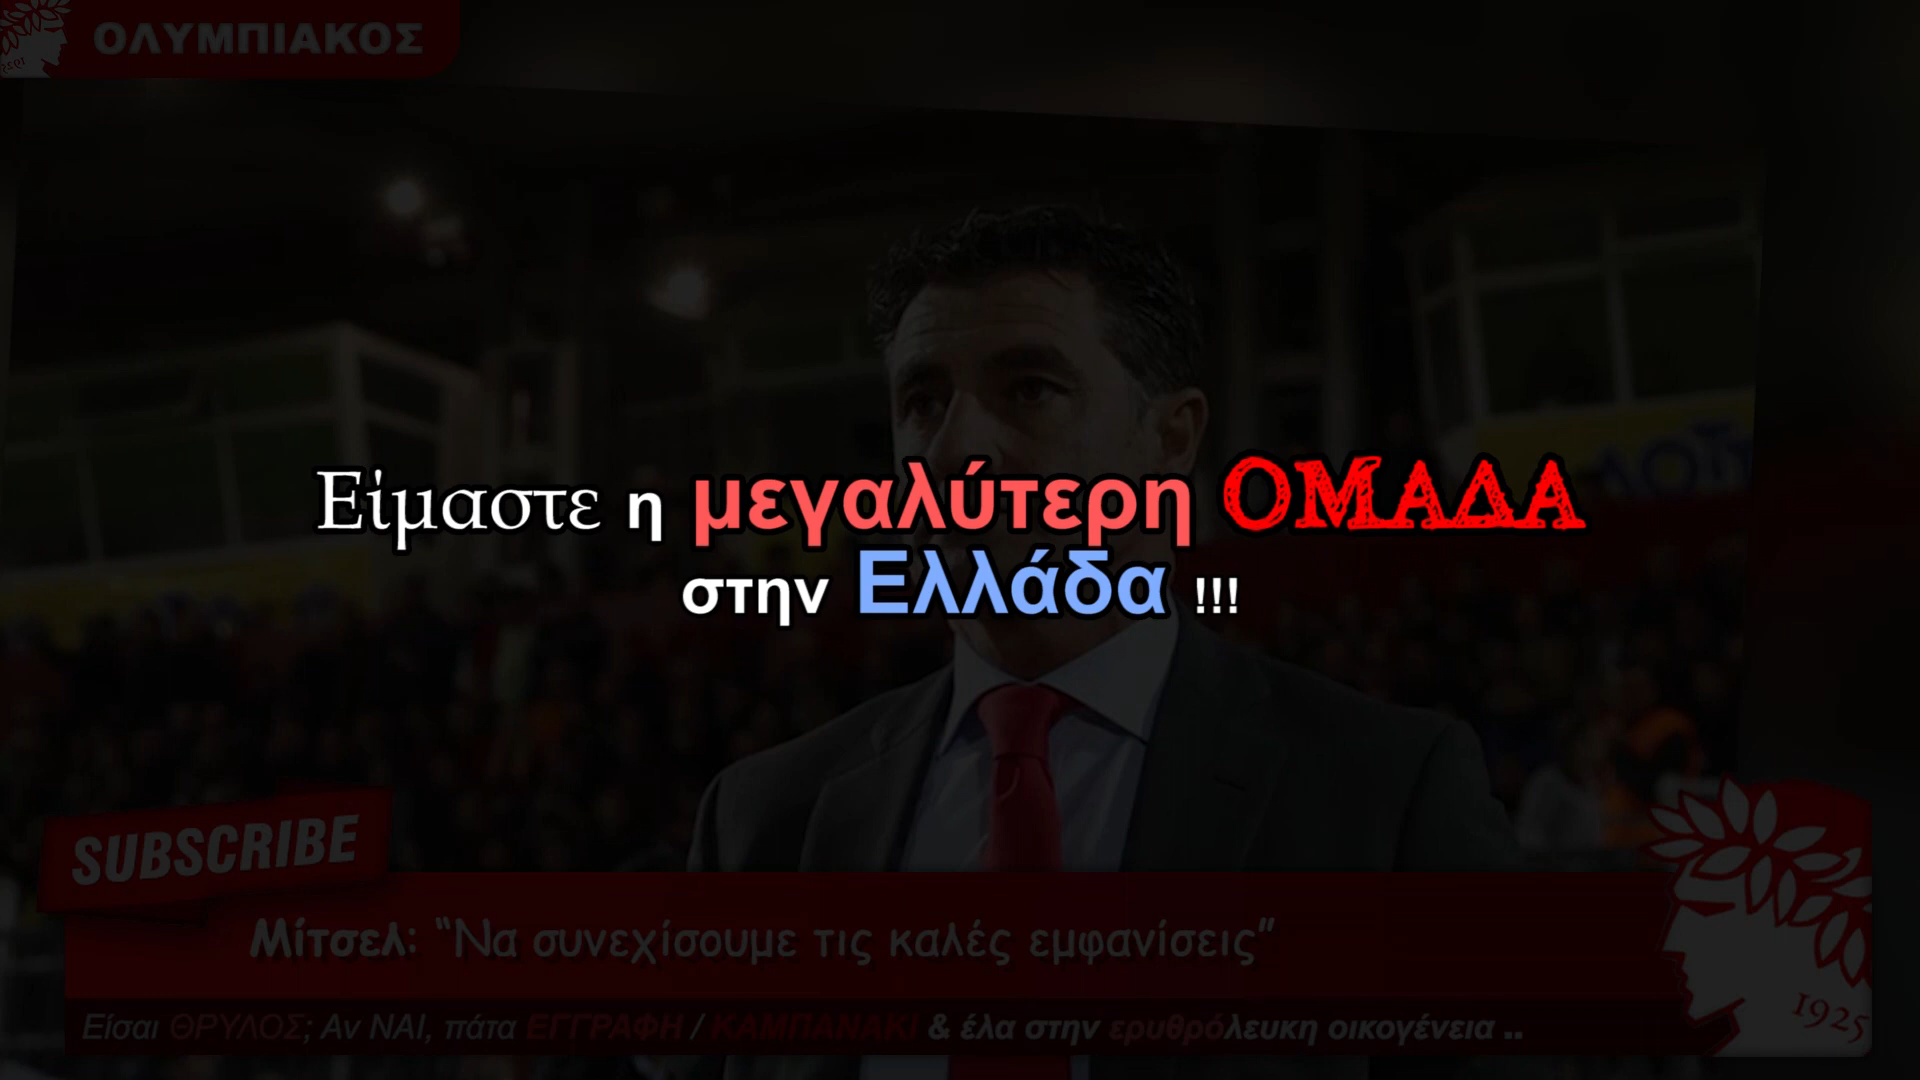 ΟΛΥΜΠΙΑΚΟΣ
1925
Είμαστε η μεγαλύτερη ΟΜΑΔΑ
στην Ελλάδα !!!
SUBSCRIBE
Μίτσελ: "Να συνεχίσουμε τις καλές εμφανίσεις"
Είσαι ΘΡΥΛΟΣ; Αν ΝΑΙ, πάτα ΕΓΓΡΑΦΗ / ΚΑΜΠΑΝΑΚΙ & έλα στην ερυθρόλευκη οικογένεια ..
1925